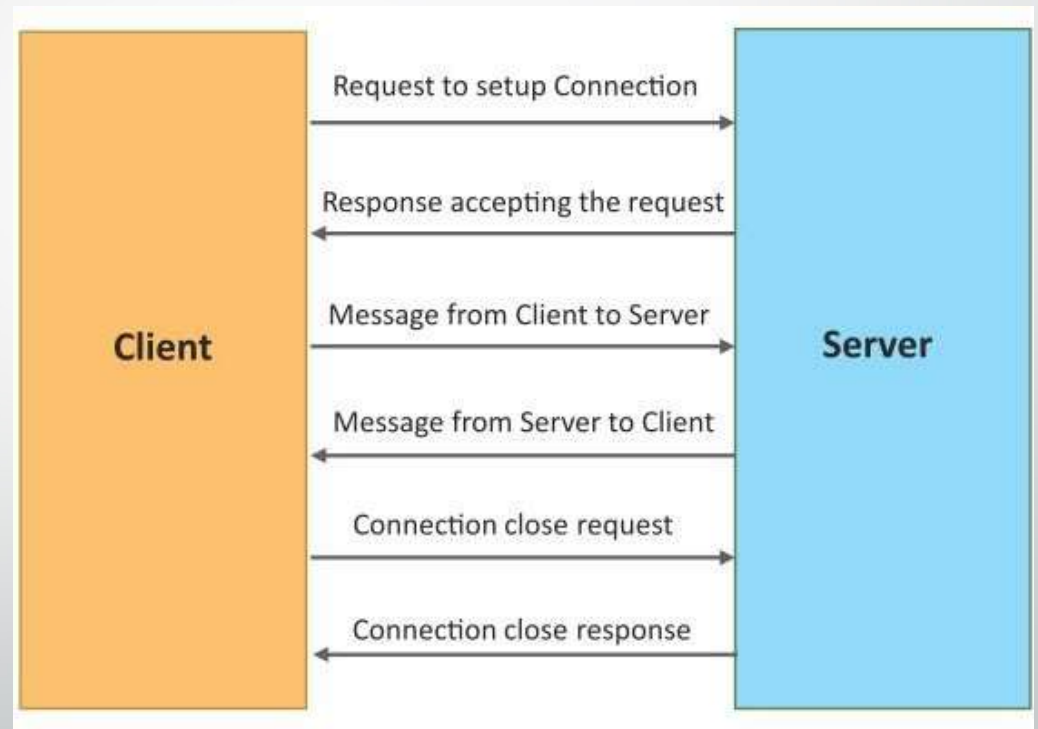 Request to setup Connection
Response accepting the request
Message from Client to Server
Client
Server
Message from Server to Client
Connection close request
Connection close response